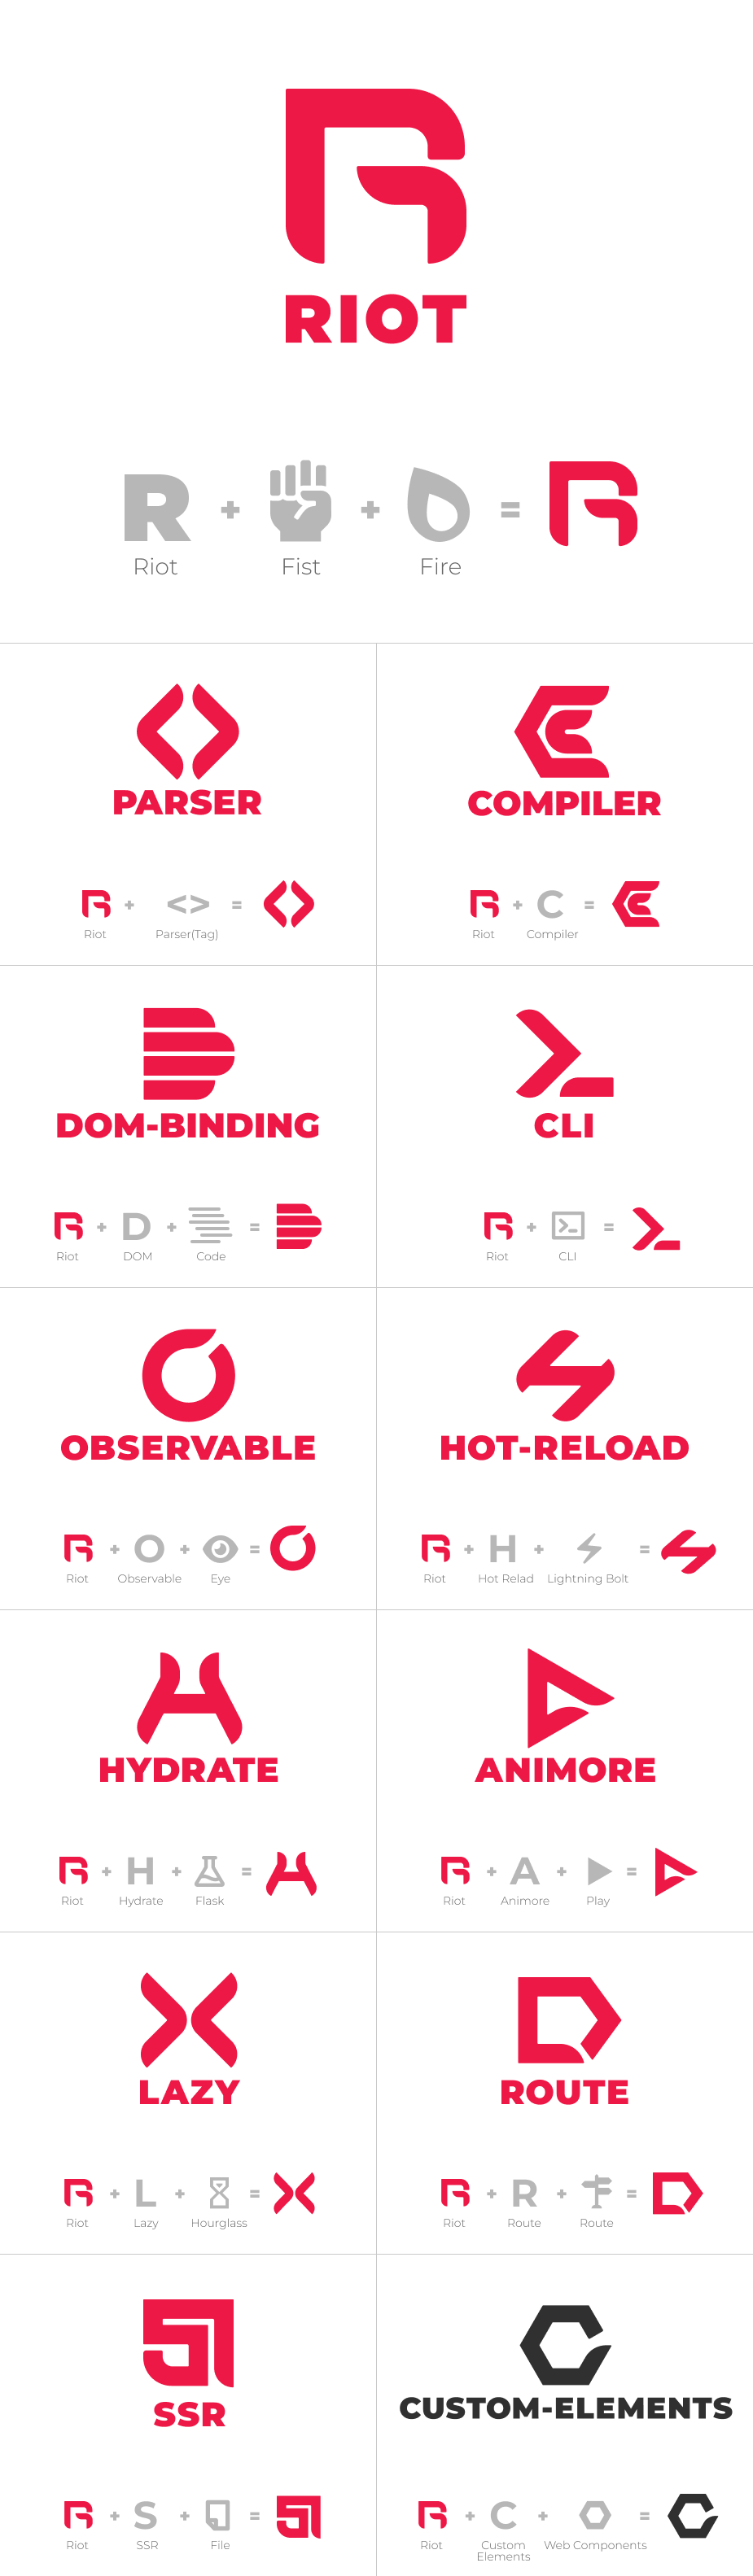 RIOT
R + + =
Riot Fist Fire
PARSER
+ <> =
Riot Parser(Tag)
COMPILER
+ C =
Riot Compiler
DOM-BINDING
+ D + =
Riot DOM Code
CLI
+ =
Riot CLI
OBSERVABLE
+ O + =
Riot Observable Eye
HOT-RELOAD
+ H + =
Riot Hot Relad Lightning Bolt
HYDRATE
+ H + =
Riot Hydrate Flask
ANIMORE
+ A + =
Riot Animore Play
LAZY
+ L + =
Riot Lazy Hourglass
ROUTE
+ R + =
Riot Route Route
SSR
+ S + =
Riot SSR File
CUSTOM-ELEMENTS
+ C + =
Riot Custom Web Components
Elements